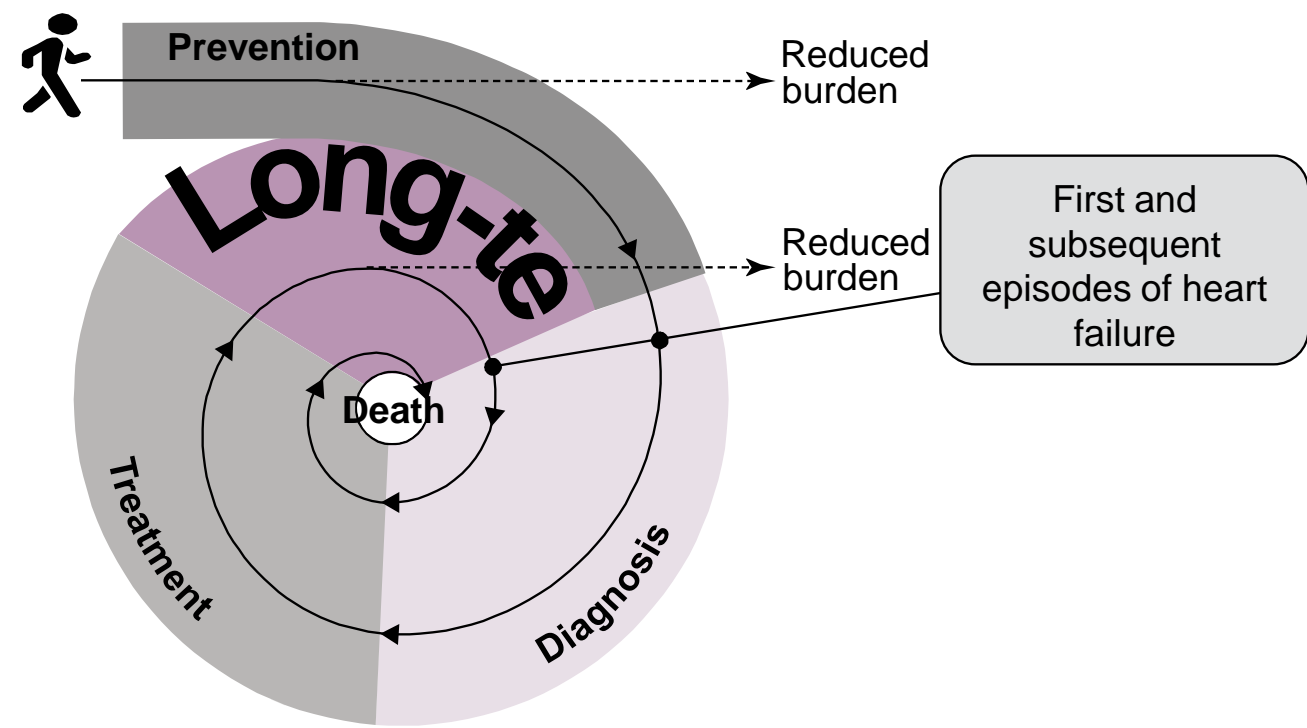 Prevention
Reduced
burden
Long-te
Reduced
burden
First and
subsequent
episodes of heart
failure
Death
Treatment
Diagnosis